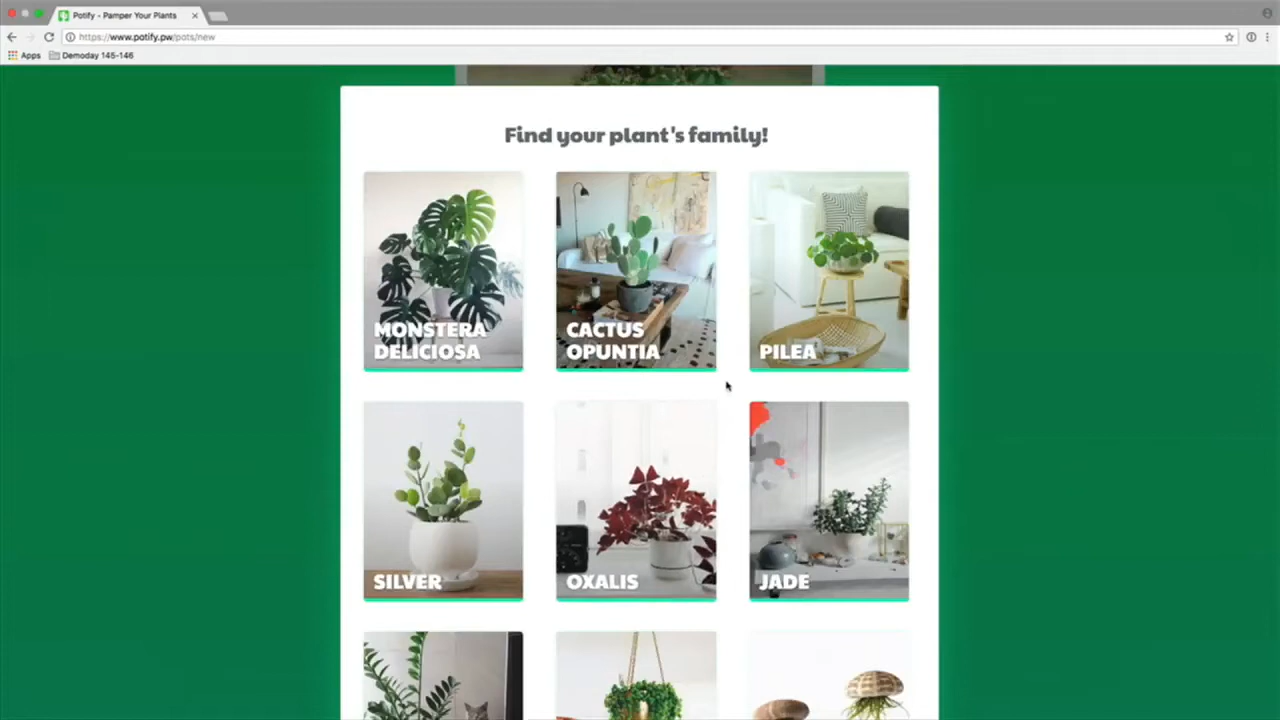 Potify - Pamper Your Plants
https://www.potify.pw/pots/new
Apps
Demoday 145-146
Find your plant's family!
MONSTERA
DELICIOSA
CACTUS
OPUNTIA
PILEA
SILVER
OXALIS
JADE